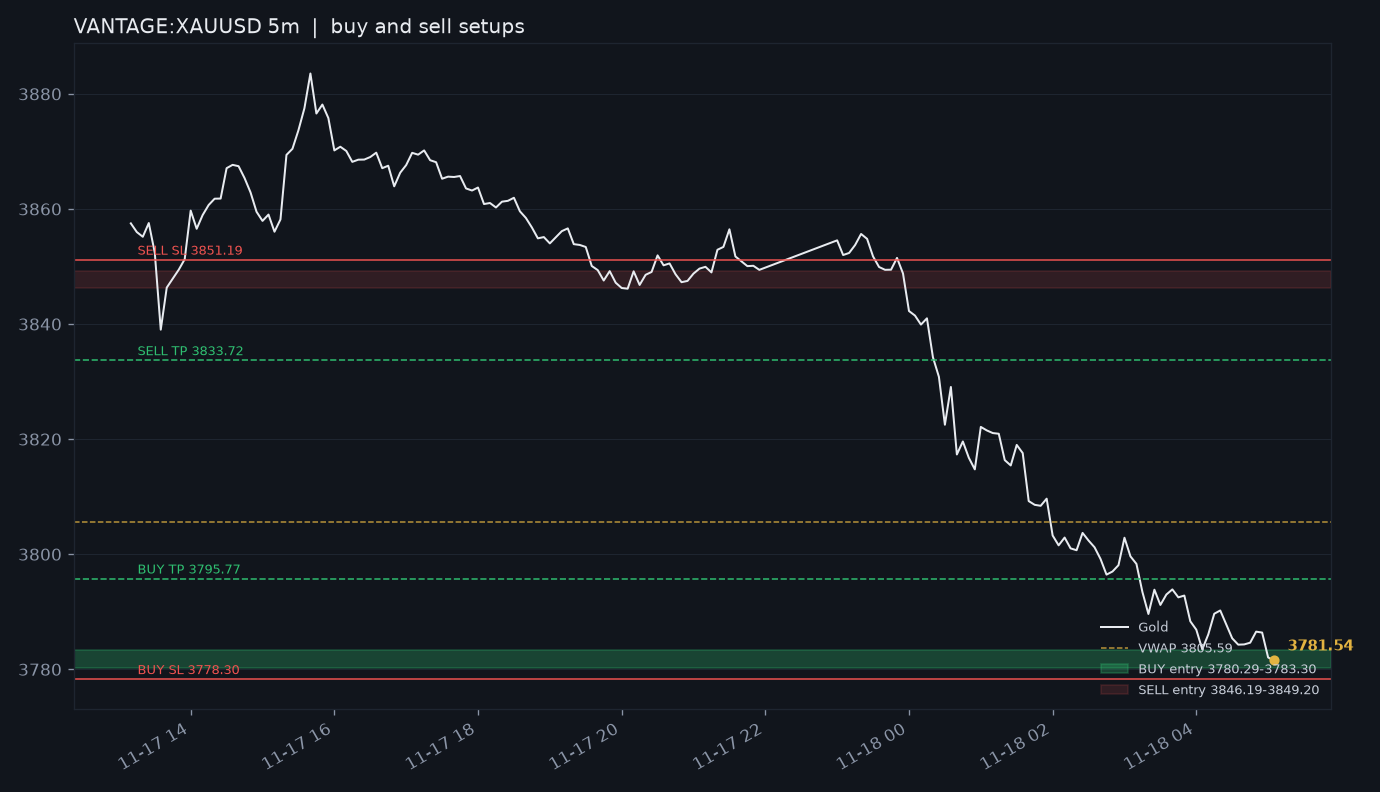 VANTAGE:XAUUSD 5m | buy and sell setups
3880
3860
SELL SL 3851.19
3840
SELL TP 3833.72
3820
3800
BUY TP 3795.77
Gold
3781.54
VWAP 3805.59
3780
BUY SL 3778.30
BUY entry 3780.29-3783.30
SELL entry 3846.19-3849.20
11-17 14
11-17 16
11-17 18
11-17 20
11-17 22
11-18 00
11-18 02
11-18 04